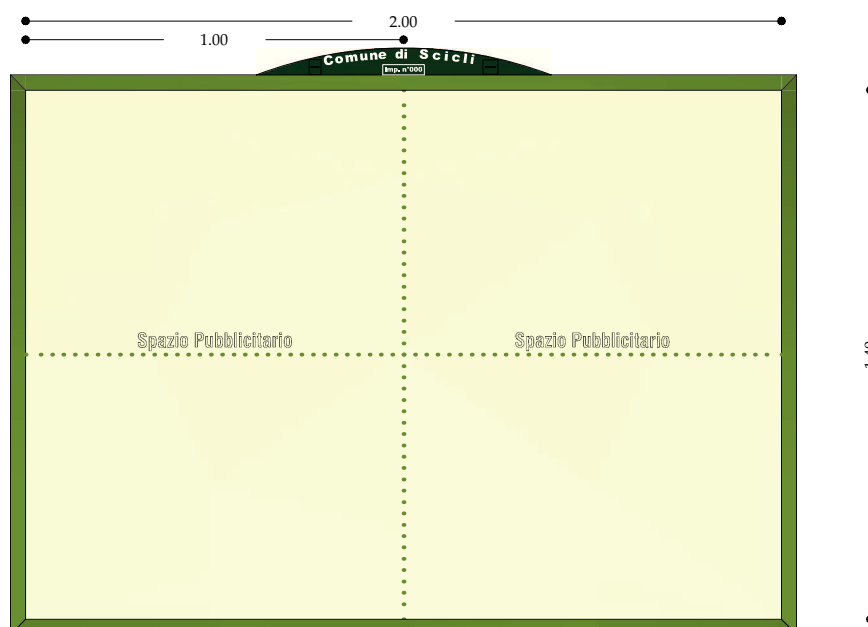 2.00
1.00
Comune di Scicli
Imp. n°000
Spazio Pubblicitario
Spazio Pubblicitario